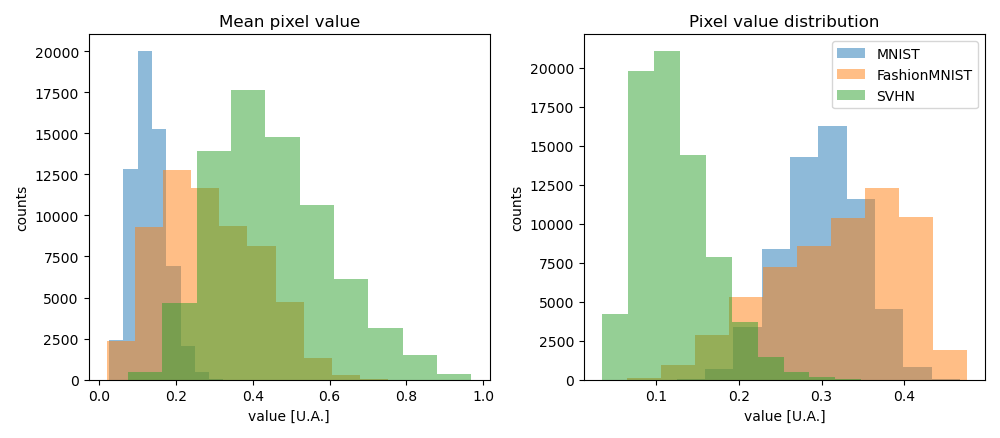 Mean pixel value
20000
17500
15000
12500
10000
7500
5000
2500
0
counts
0.0 0.2 0.4 0.6 0.8 1.0
value [U.A.]
Pixel value distribution
MNIST
FashionMNIST
SVHN
20000
17500
15000
12500
10000
7500
5000
2500
0
counts
0.1 0.2 0.3 0.4
value [U.A.]